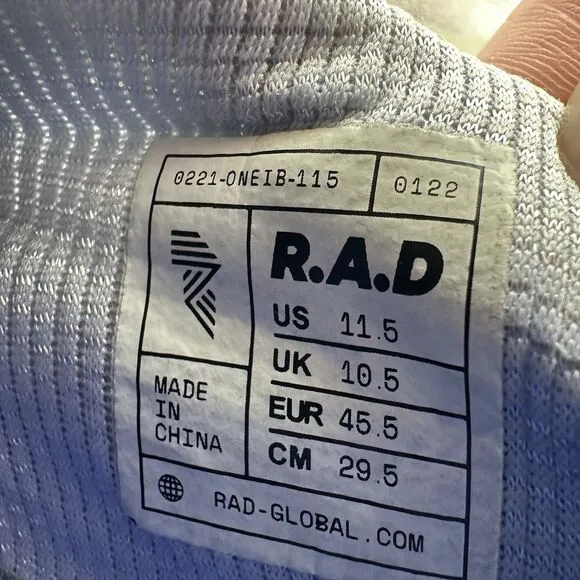 0221-ONEIB-115 0122
R.A.D
US 11.5
UK 10.5
EUR 45.5
CM 29.5
MADE
IN
CHINA
RAD-GLOBAL.COM